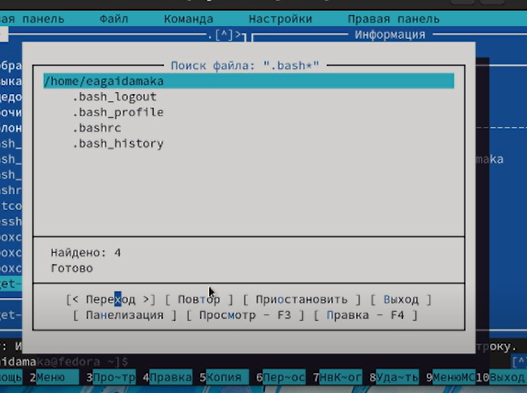 ая панель Файл Команда Настройки Правая панель
.[^]>
Информация
Поиск файла: ".bash*"
/home/eagaidamaka
.bash_logout
.bash_profile
.bashrc
.bash_history
maka
Найдено: 4
Готово
[< Переход >] [ Повтор ] [ Приостановить ] [ Выход ]
[ Панелизация ] [ Просмотр - F3 ] [ Правка - F4 ]
: И троку.
idamaka@fedora ~]$ [^
ощь 2Меню 3Про~тр 4Правка 5Копия 6Пер~ос 7НвК~ог 8Уда~ть 9МенюMC 10Выход